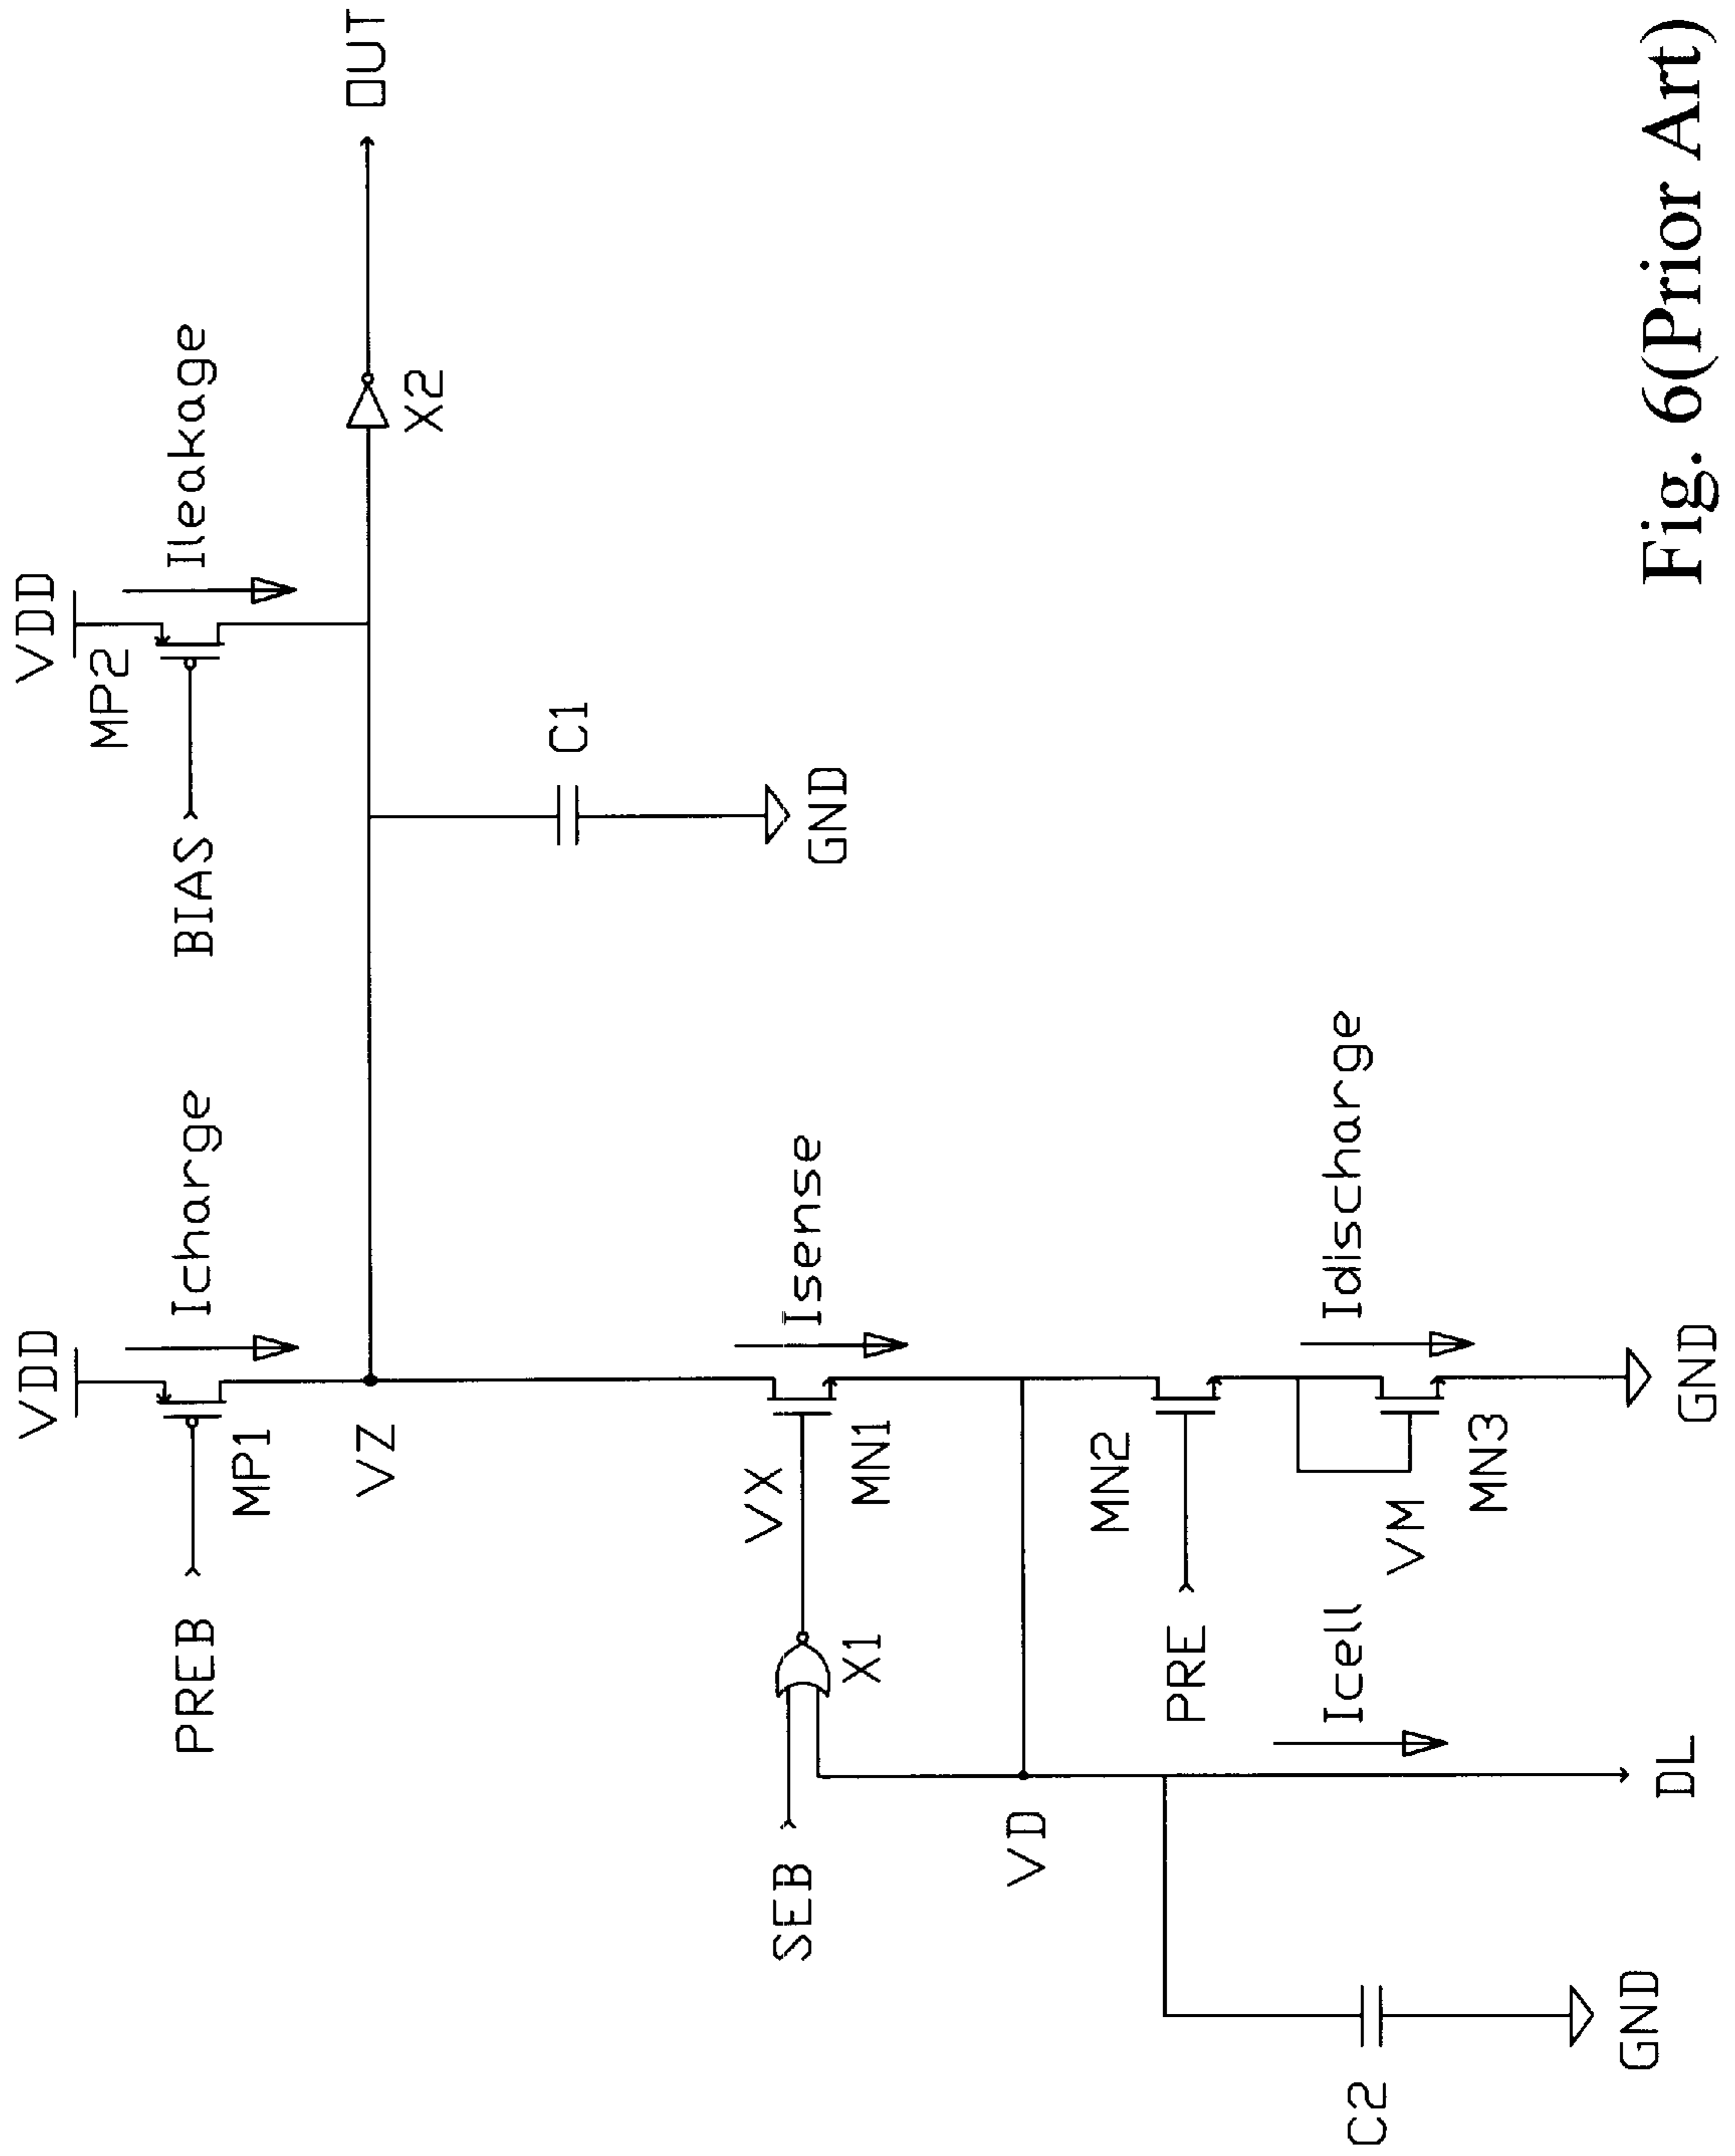 VDD
VDD
PREB
MP1
Icharge
BIAS
MP2
Ileakage
VZ
X2
OUT
C1
GND
SEB
X1
VX
MN1
Isense
VD
PRE
MN2
Idischarge
VM
MN3
Icell
C2
GND
DL
GND
Fig. 6(Prior Art)